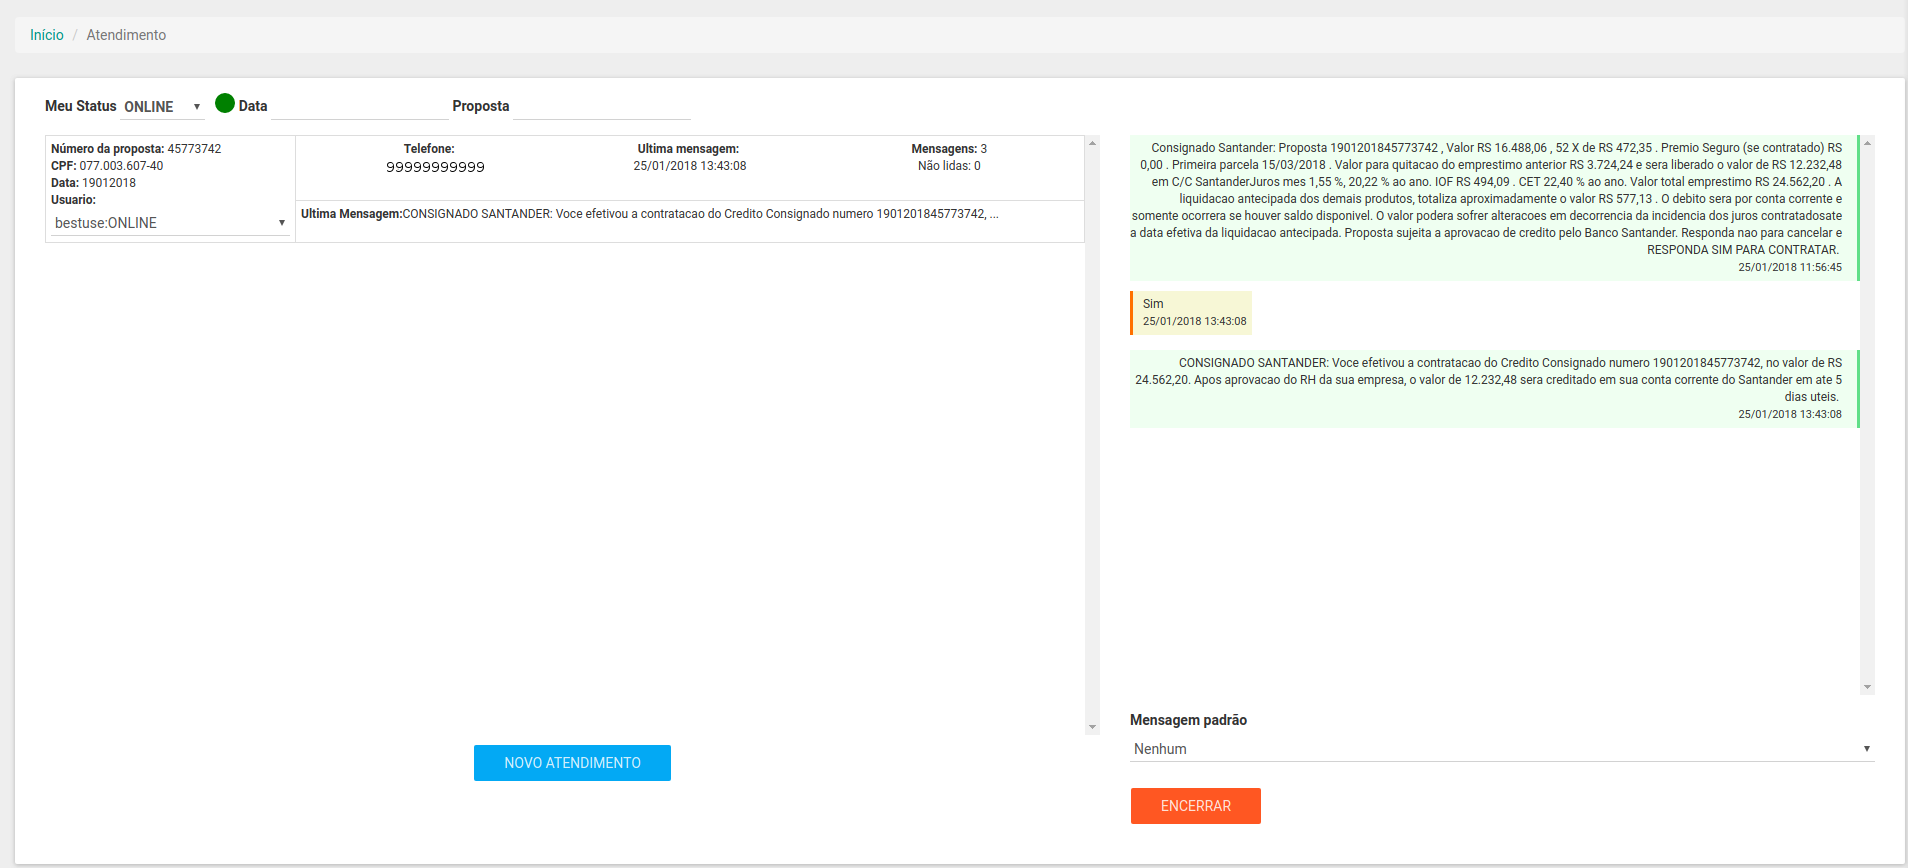 Início / Atendimento
Meu Status ONLINE Data Proposta
Número da proposta: 45773742
CPF: 077.003.607-40
Data: 19012018
Usuario:
bestuse:ONLINE
Telefone:
99999999999
Ultima mensagem:
25/01/2018 13:43:08
Mensagens: 3
Não lidas: 0
Ultima Mensagem:CONSIGNADO SANTANDER: Voce efetivou a contratacao do Credito Consignado numero 1901201845773742, ...
NOVO ATENDIMENTO
Consignado Santander: Proposta 1901201845773742 , Valor RS 16.488,06 , 52 X de RS 472,35 . Premio Seguro (se contratado) RS
0,00 . Primeira parcela 15/03/2018 . Valor para quitacao do emprestimo anterior RS 3.724,24 e sera liberado o valor de RS 12.232,48
em C/C SantanderJuros mes 1,55 %, 20,22 % ao ano. IOF RS 494,09 . CET 22,40 % ao ano. Valor total emprestimo RS 24.562,20 . A
liquidacao antecipada dos demais produtos, totaliza aproximadamente o valor RS 577,13 . O debito sera por conta corrente e
somente ocorrera se houver saldo disponivel. O valor podera sofrer alteracoes em decorrencia da incidencia dos juros contratadosate
a data efetiva da liquidacao antecipada. Proposta sujeita a aprovacao de credito pelo Banco Santander. Responda nao para cancelar e
RESPONDA SIM PARA CONTRATAR.
25/01/2018 11:56:45
Sim
25/01/2018 13:43:08
CONSIGNADO SANTANDER: Voce efetivou a contratacao do Credito Consignado numero 1901201845773742, no valor de RS
24.562,20. Apos aprovacao do RH da sua empresa, o valor de 12.232,48 sera creditado em sua conta corrente do Santander em ate 5
dias uteis.
25/01/2018 13:43:08
Mensagem padrão
Nenhum
ENCERRAR